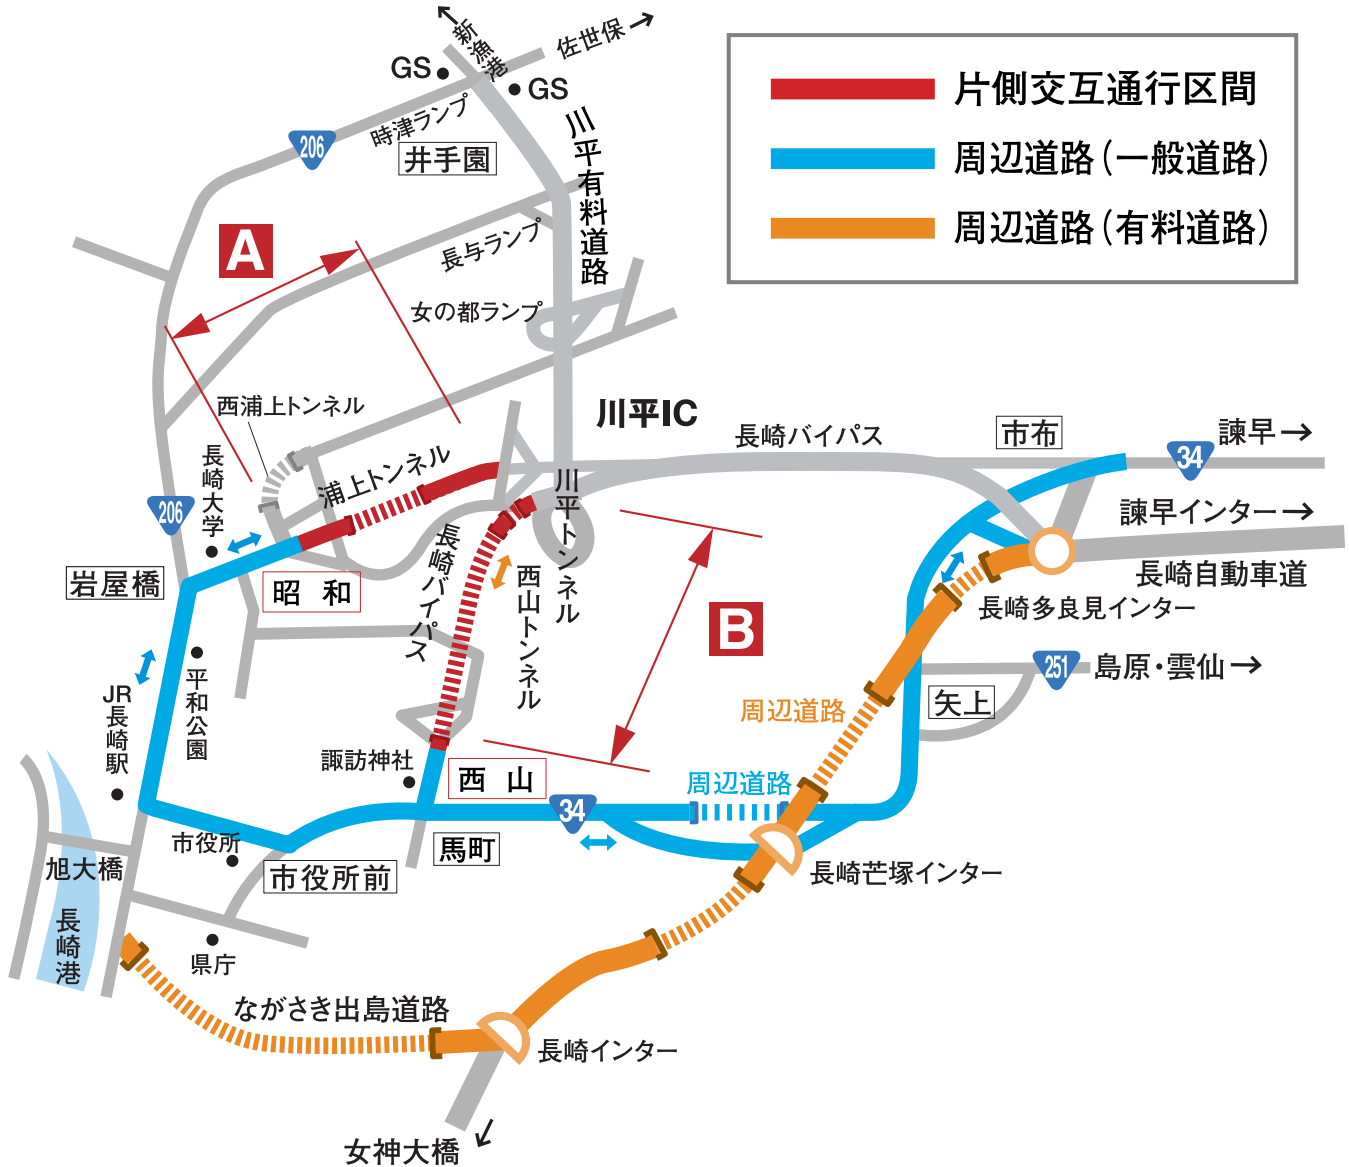 新漁港
佐世保
GS
GS
206
時津ランプ
井手園
川平有料道路
片側交互通行区間
周辺道路(一般道路)
周辺道路(有料道路)
A
長与ランプ
女の都ランプ
西浦上トンネル
川平IC
長崎バイパス
市布
34
諫早
長崎大学
浦上トンネル
206
川平トンネル
諫早インター
長崎自動車道
岩屋橋
昭和
長崎バイパス
西山トンネル
B
長崎多良見インター
251
島原・雲仙
矢上
平和公園
JR長崎駅
周辺道路
諏訪神社
西山
周辺道路
34
馬町
市役所
市役所前
旭大橋
長崎芒塚インター
長崎港
県庁
ながさき出島道路
長崎インター
女神大橋